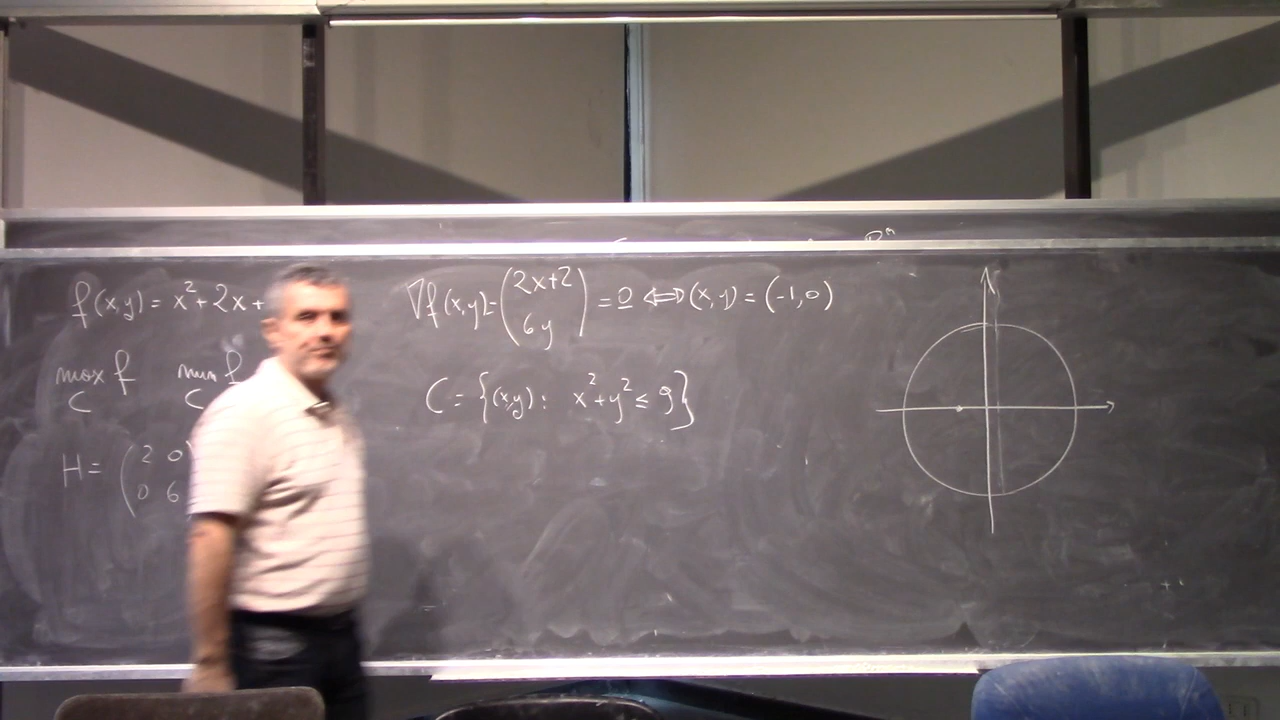 f(x,y) = x² + 2x +
∇f(x,y) = (2x+2
6y) = 0 ⟺ (x,y) = (-1,0)
max f
C
min f
C
C = {(x,y): x² + y² ≤ 9}
H = (2 0
0 6